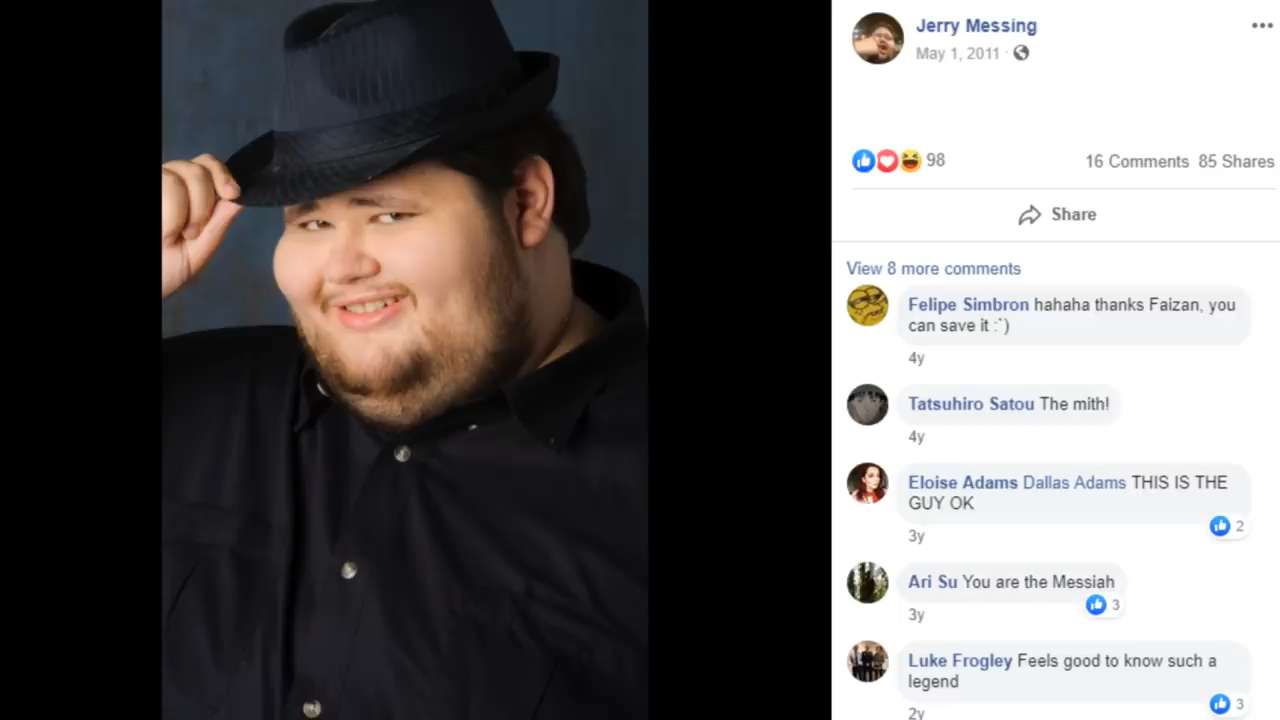 Jerry Messing
May 1, 2011 ·
98
16 Comments 85 Shares
Share
View 8 more comments
Felipe Simbron hahaha thanks Faizan, you
can save it :`)
4y
Tatsuhiro Satou The mith!
4y
Eloise Adams Dallas Adams THIS IS THE
GUY OK
2
3y
Ari Su You are the Messiah
3
3y
Luke Frogley Feels good to know such a
legend
3
2y